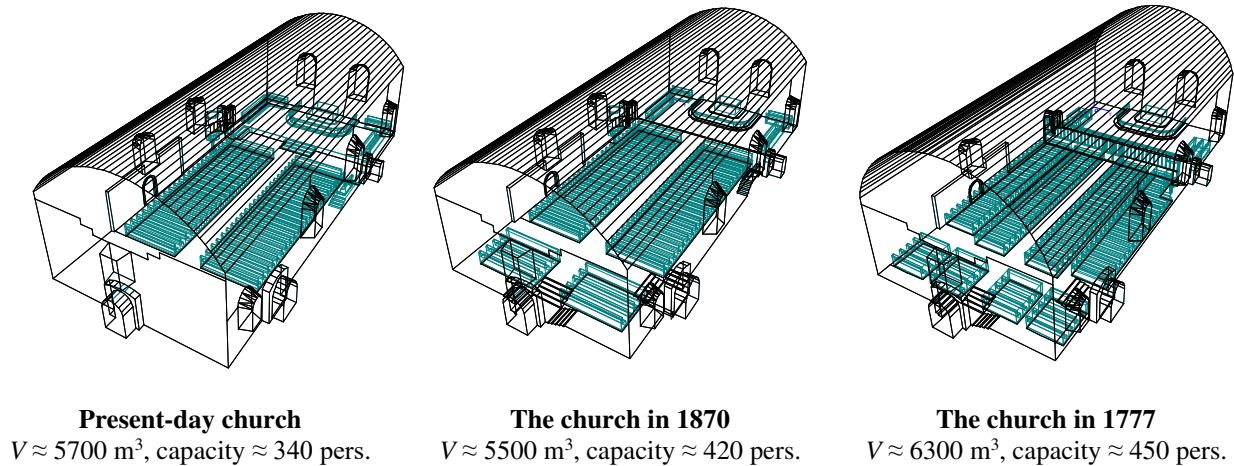 Present-day church
V ≈ 5700 m³, capacity ≈ 340 pers.
The church in 1870
V ≈ 5500 m³, capacity ≈ 420 pers.
The church in 1777
V ≈ 6300 m³, capacity ≈ 450 pers.